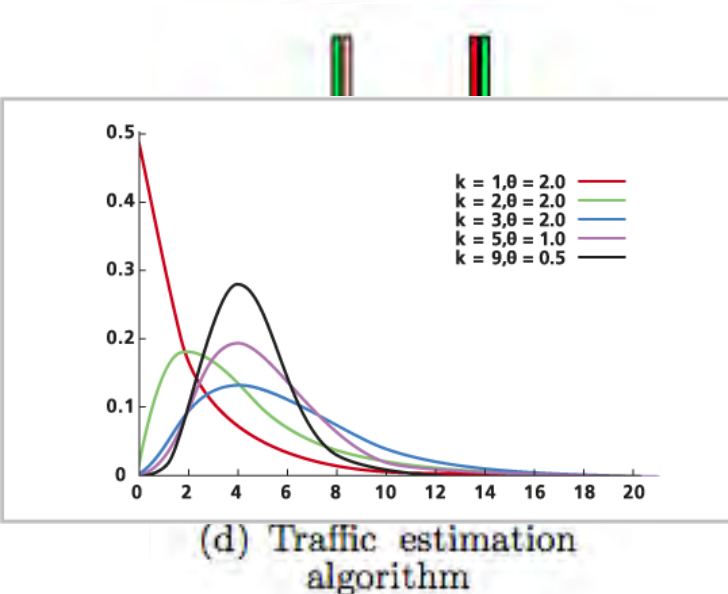 0.5
0.4
0.3
0.2
0.1
0
k = 1,θ = 2.0
k = 2,θ = 2.0
k = 3,θ = 2.0
k = 5,θ = 1.0
k = 9,θ = 0.5
0 2 4 6 8 10 12 14 16 18 20
(d) Traffic estimation
algorithm